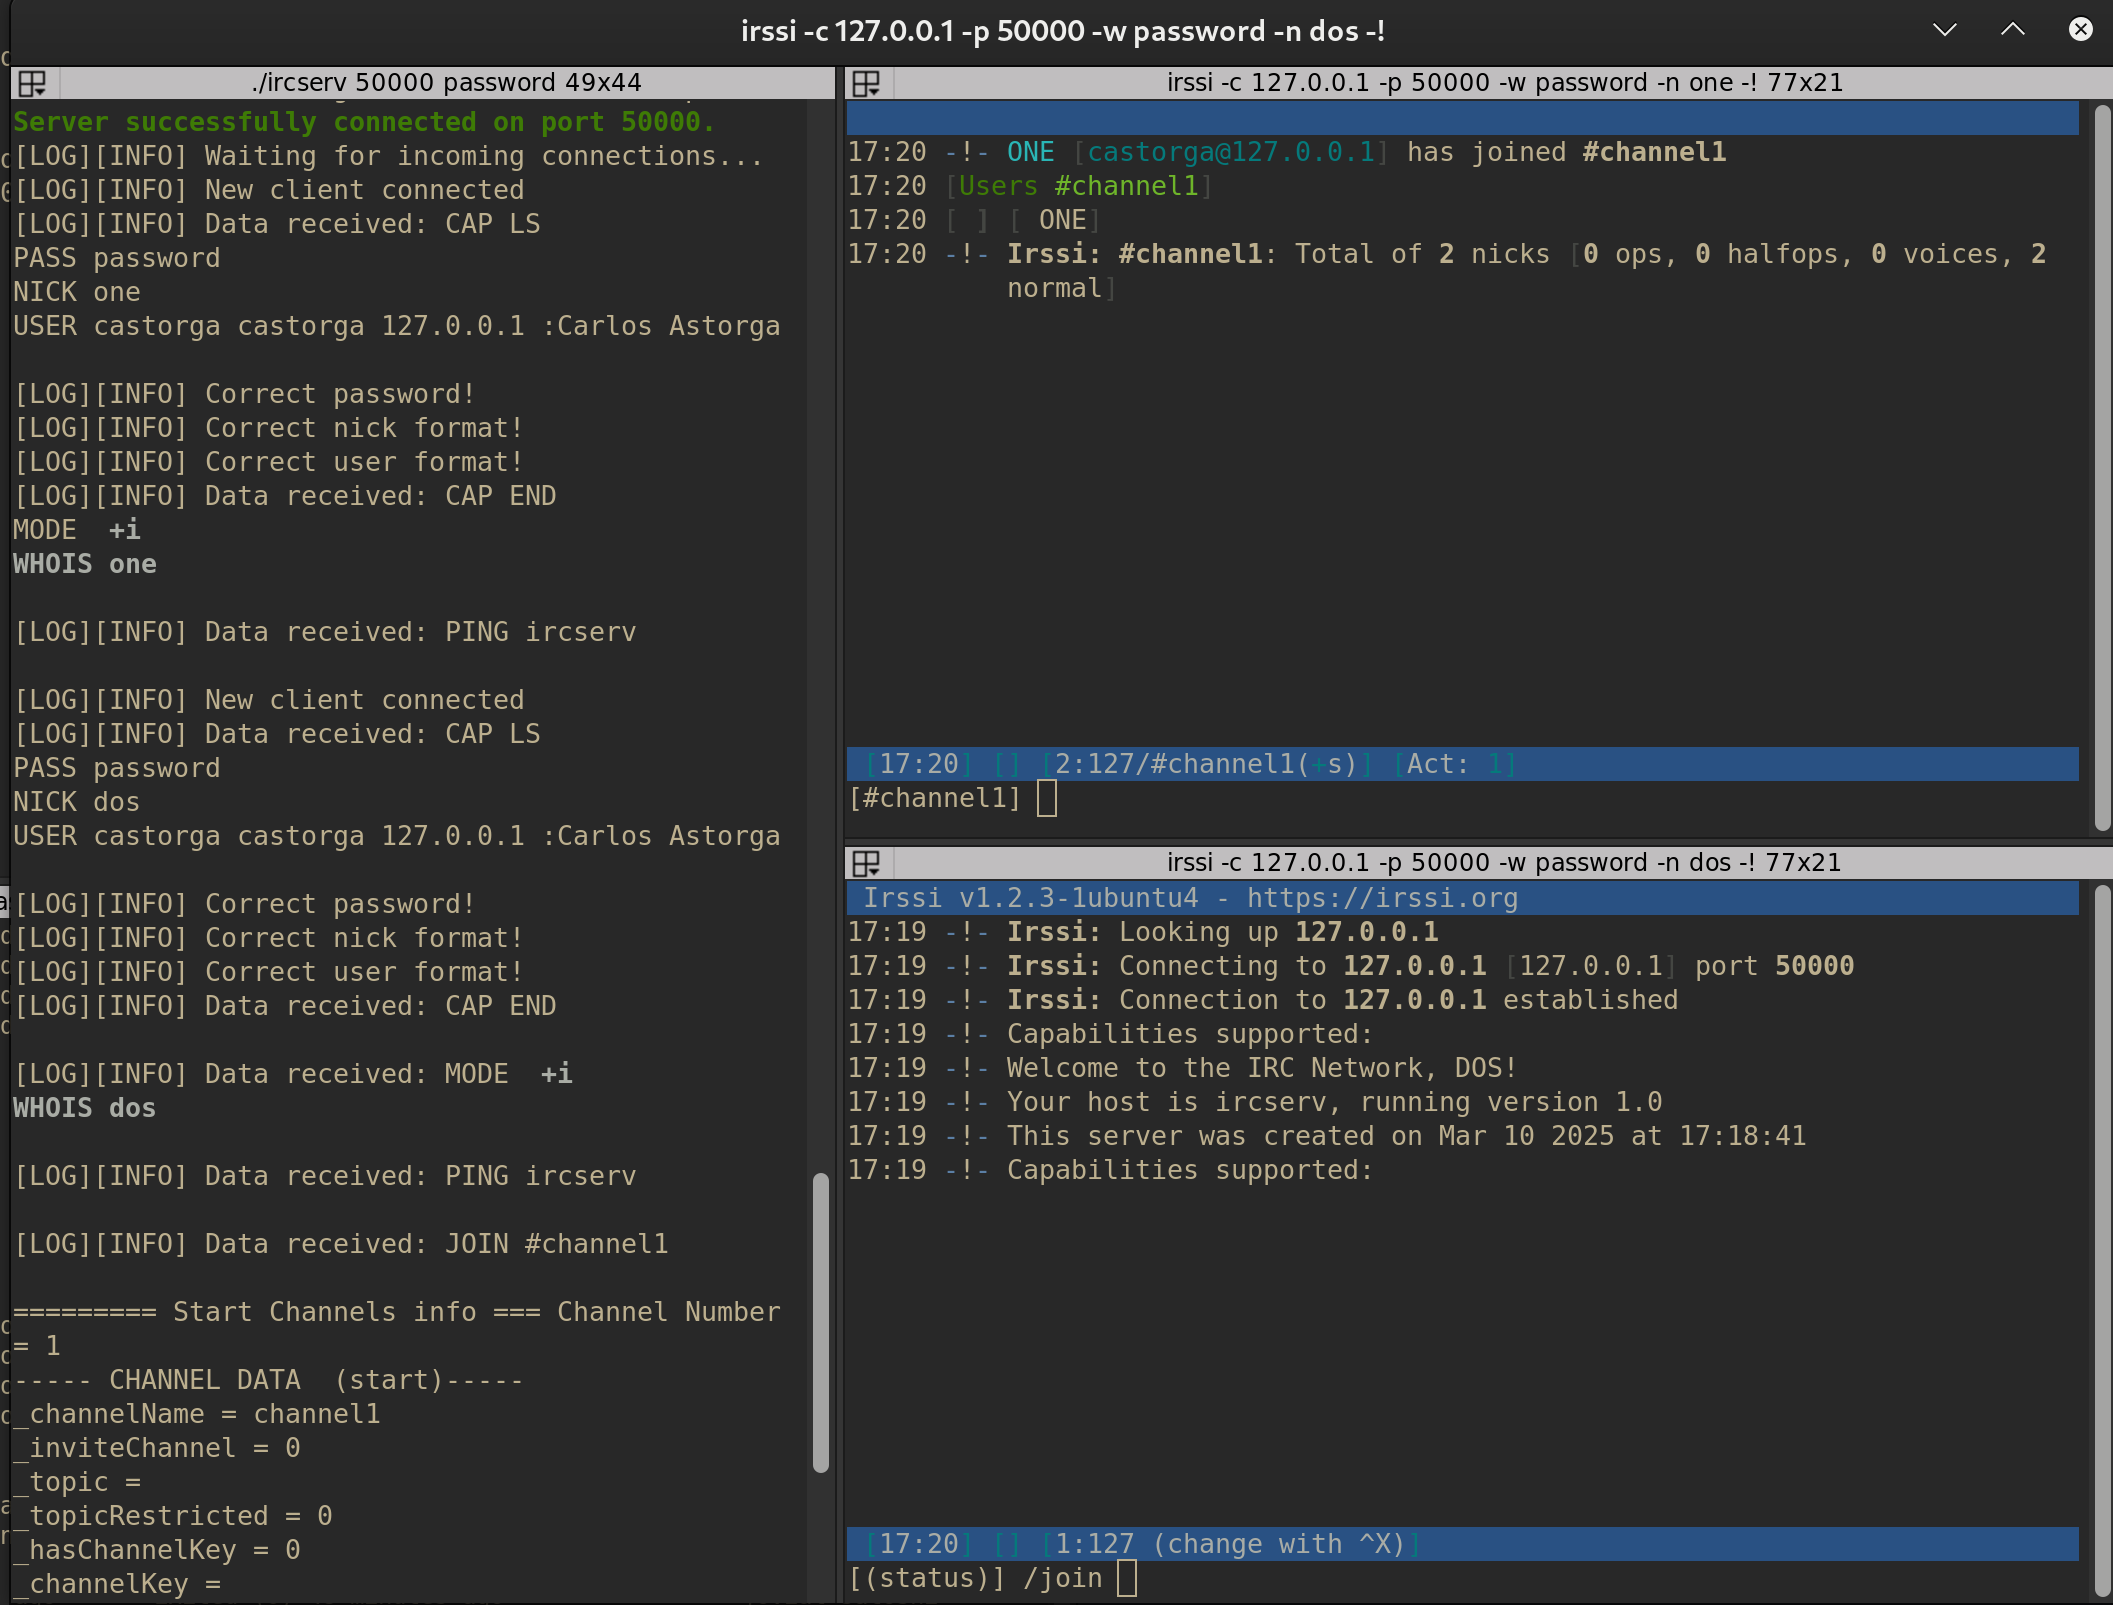 irssi -c 127.0.0.1 -p 50000 -w password -n dos -!
./ircserv 50000 password 49x44
Server successfully connected on port 50000.
[LOG][INFO] Waiting for incoming connections...
[LOG][INFO] New client connected
[LOG][INFO] Data received: CAP LS
PASS password
NICK one
USER castorga castorga 127.0.0.1 :Carlos Astorga
[LOG][INFO] Correct password!
[LOG][INFO] Correct nick format!
[LOG][INFO] Correct user format!
[LOG][INFO] Data received: CAP END
MODE  +i
WHOIS one
[LOG][INFO] Data received: PING ircserv
[LOG][INFO] New client connected
[LOG][INFO] Data received: CAP LS
PASS password
NICK dos
USER castorga castorga 127.0.0.1 :Carlos Astorga
[LOG][INFO] Correct password!
[LOG][INFO] Correct nick format!
[LOG][INFO] Correct user format!
[LOG][INFO] Data received: CAP END
[LOG][INFO] Data received: MODE  +i
WHOIS dos
[LOG][INFO] Data received: PING ircserv
[LOG][INFO] Data received: JOIN #channel1
========= Start Channels info === Channel Number
= 1
----- CHANNEL DATA  (start)-----
_channelName = channel1
_inviteChannel = 0
_topic =
_topicRestricted = 0
_hasChannelKey = 0
_channelKey =
irssi -c 127.0.0.1 -p 50000 -w password -n one -! 77x21
17:20 -!- ONE [castorga@127.0.0.1] has joined #channel1
17:20 [Users #channel1]
17:20 [ ] [ ONE]
17:20 -!- Irssi: #channel1: Total of 2 nicks [0 ops, 0 halfops, 0 voices, 2
normal]
[17:20] [] [2:127/#channel1(+s)] [Act: 1]
[#channel1]
irssi -c 127.0.0.1 -p 50000 -w password -n dos -! 77x21
Irssi v1.2.3-1ubuntu4 - https://irssi.org
17:19 -!- Irssi: Looking up 127.0.0.1
17:19 -!- Irssi: Connecting to 127.0.0.1 [127.0.0.1] port 50000
17:19 -!- Irssi: Connection to 127.0.0.1 established
17:19 -!- Capabilities supported:
17:19 -!- Welcome to the IRC Network, DOS!
17:19 -!- Your host is ircserv, running version 1.0
17:19 -!- This server was created on Mar 10 2025 at 17:18:41
17:19 -!- Capabilities supported:
[17:20] [] [1:127 (change with ^X)]
[(status)] /join